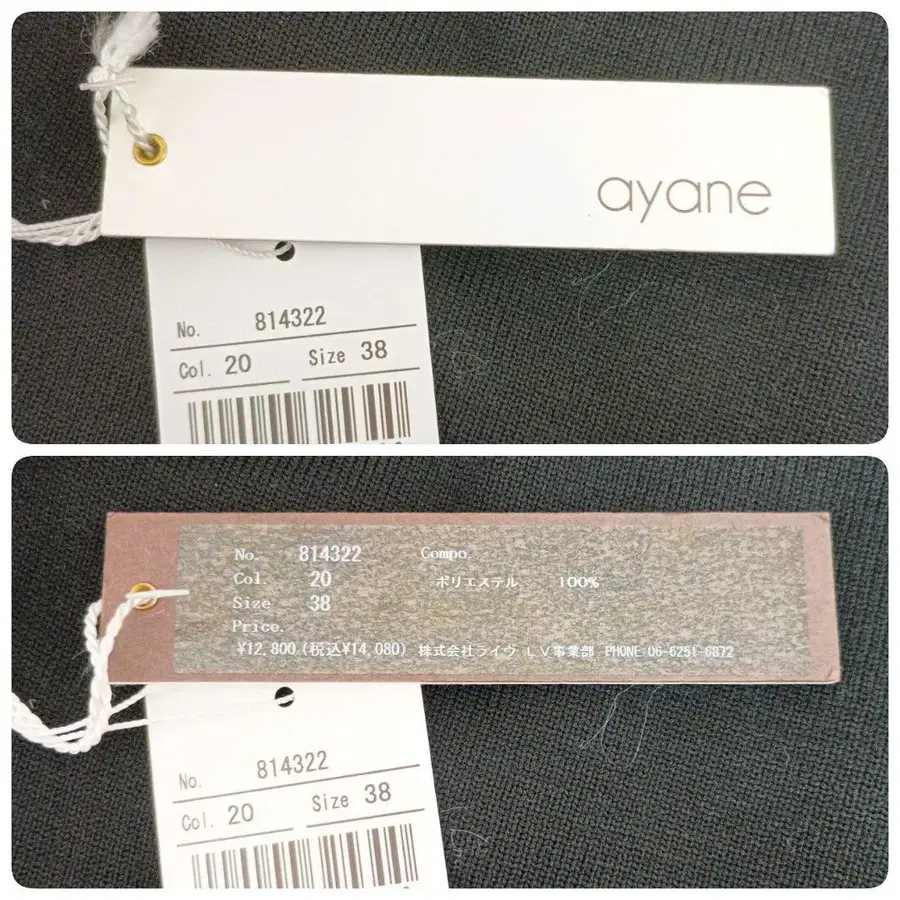 ayane
No. 814322
Col. 20 Size 38
No. 814322 Compo.
Col 20 ポリエステル 100%
Size 38
Price.
¥12,800(税込¥14,080) 株式会社ライヴ LV事業部 PHONE 06-6251-6872
No. 814322
Col. 20 Size 38